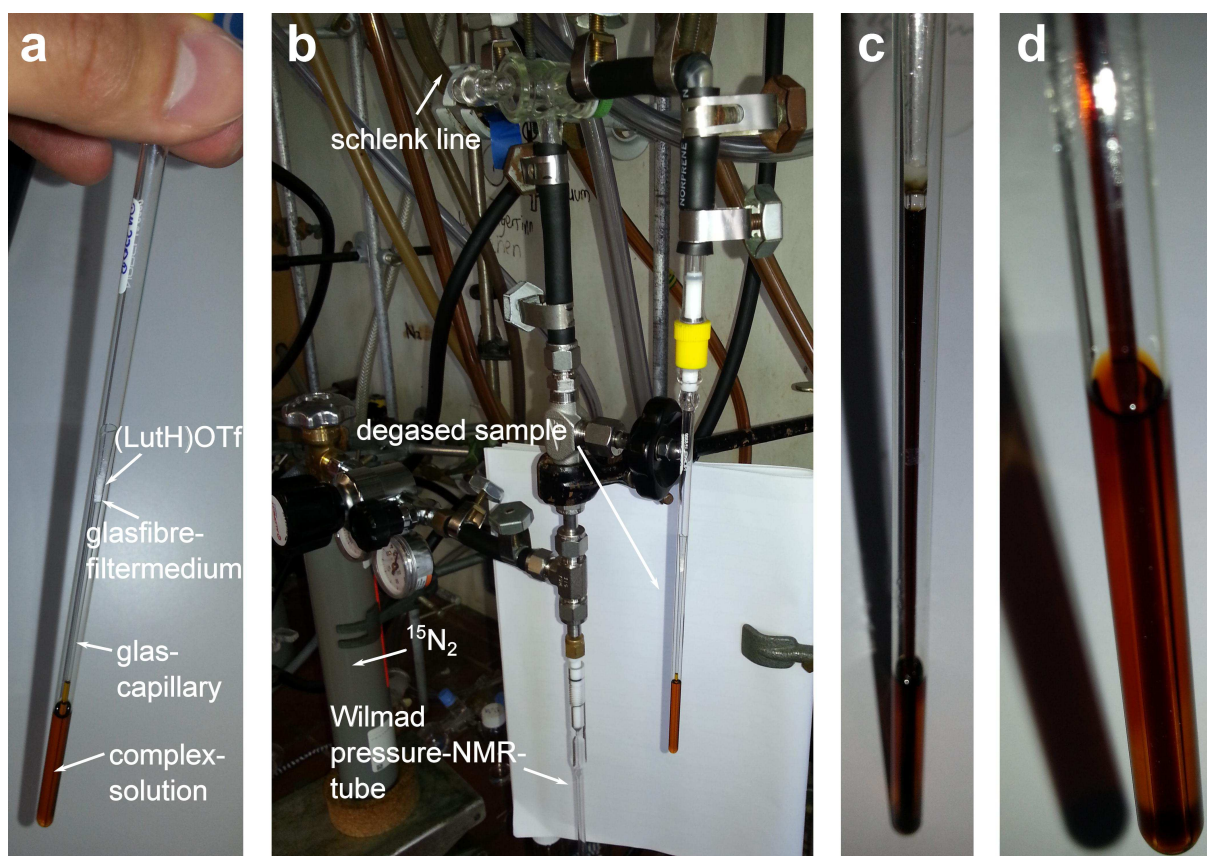 a
(LutH)OTf
glasfibre-
filtermedium
glas-
capillary
complex-
solution
b
schlenk line
NORPRENE
degased sample
15N2
Wilmad
pressure-NMR-
tube
c
d